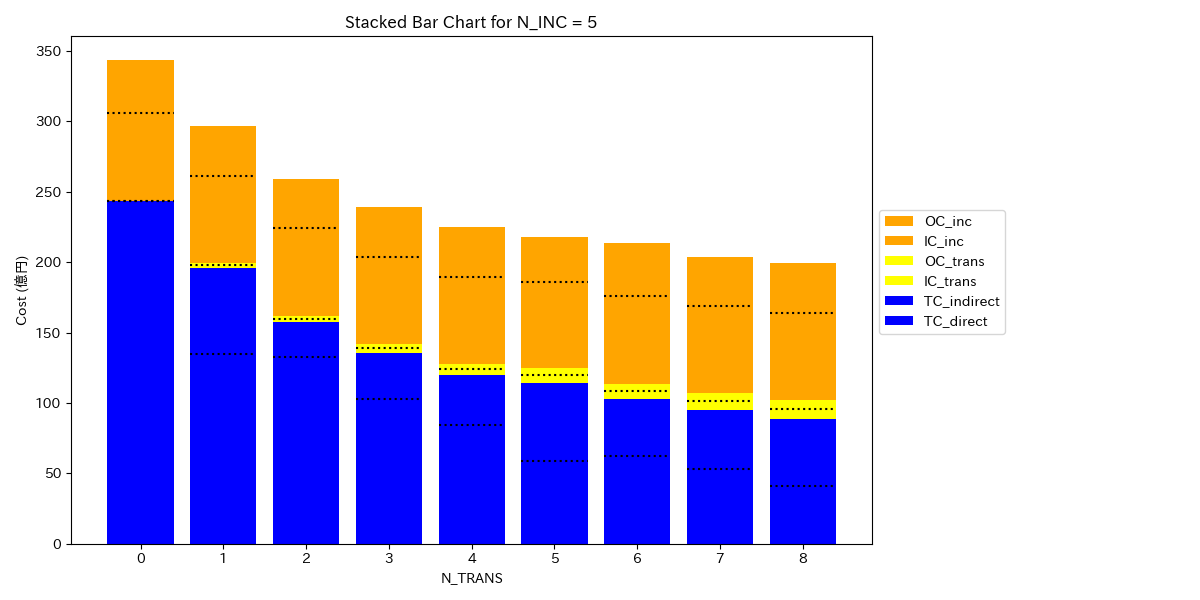 Stacked Bar Chart for N_INC = 5
Cost (億円)
350
300
250
200
150
100
50
0
0 1 2 3 4 5 6 7 8
N_TRANS
OC_inc
IC_inc
OC_trans
IC_trans
TC_indirect
TC_direct